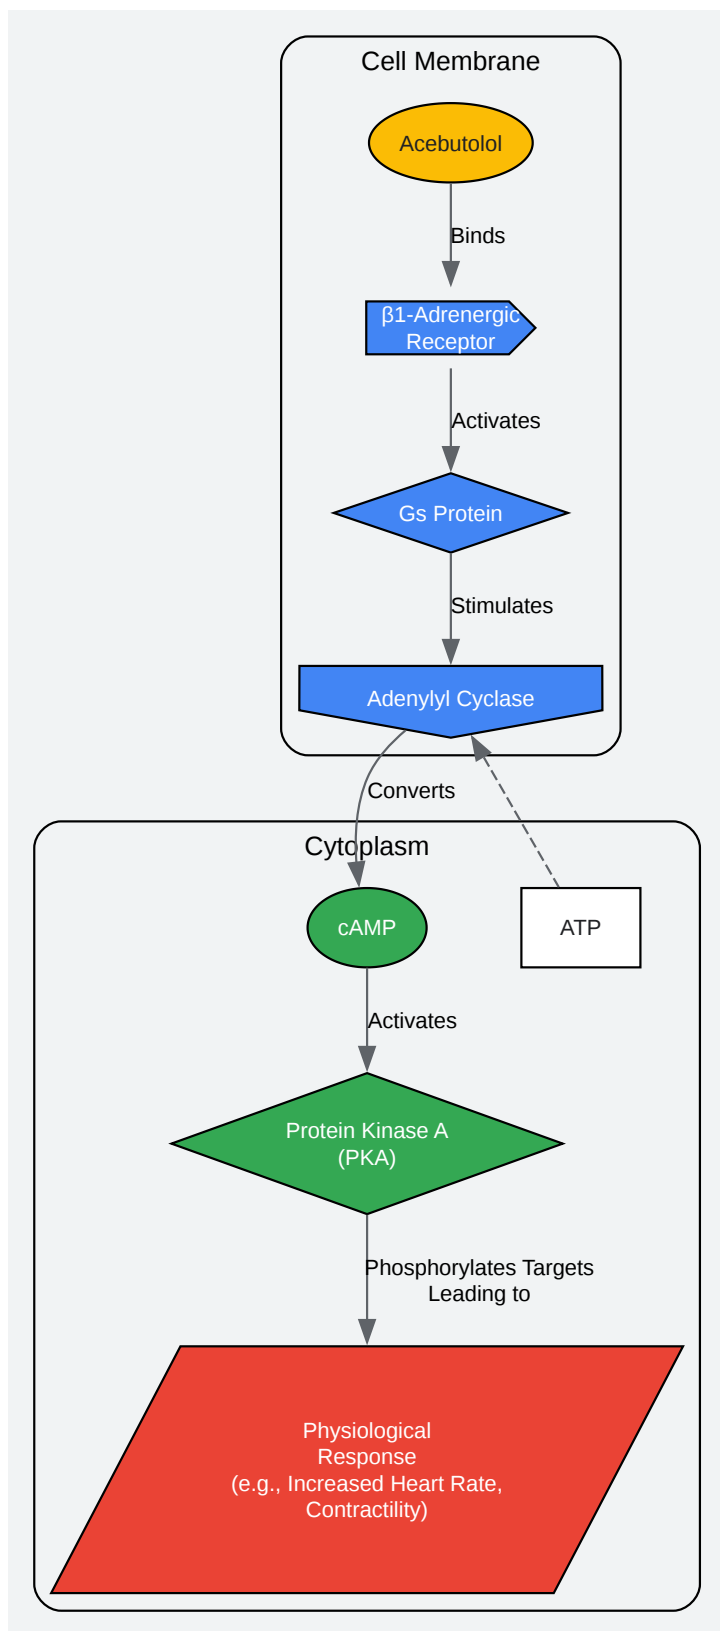 Cell Membrane
Acebutolol
Binds
β1-Adrenergic
Receptor
Activates
Gs Protein
Stimulates
Adenylyl Cyclase
Converts
Cytoplasm
cAMP
ATP
Activates
Protein Kinase A
(PKA)
Phosphorylates Targets
Leading to
Physiological
Response
(e.g., Increased Heart Rate,
Contractility)